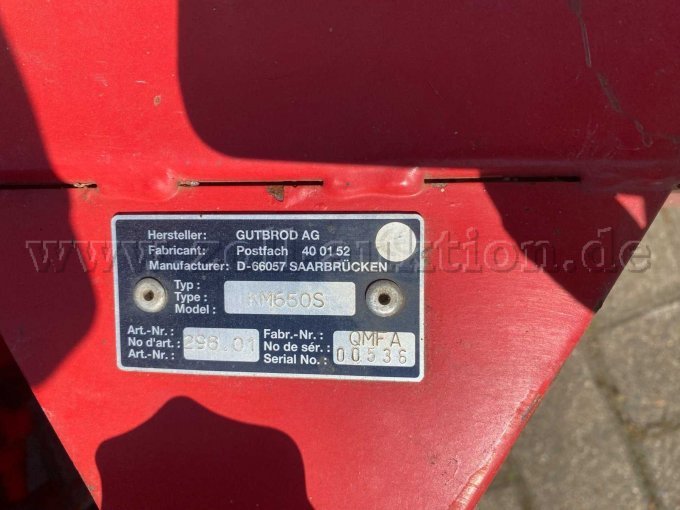 Hersteller: GUTBROD AG
Fabricant: Postfach 40 01 52
Manufacturer: D-66057 SAARBRÜCKEN
Typ :
Type : KM650S
Model :
Art.-Nr. : Fabr.-Nr. : QMFA
No d'art. : 296.01 No de sér. : 00536
Art.-Nr. : Serial No. :